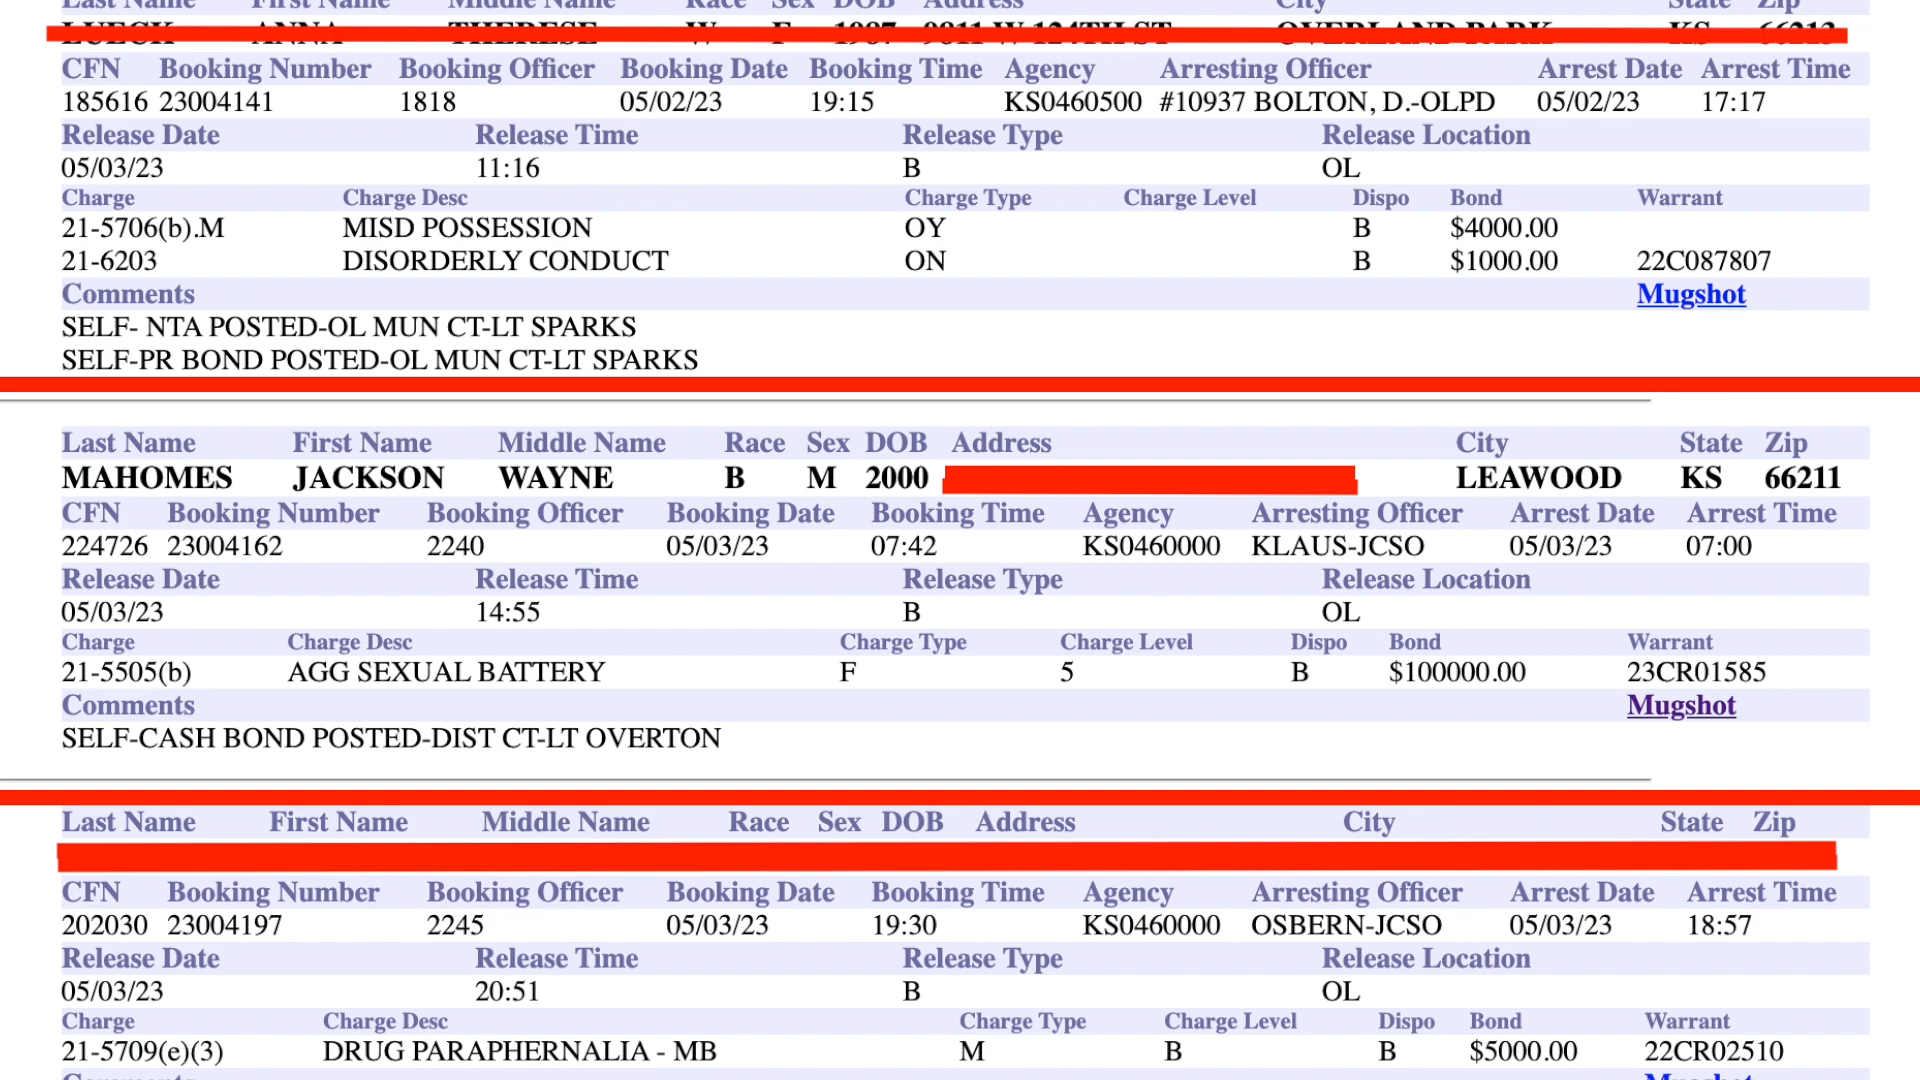 Last Name First Name Middle Name Race Sex DOB Address City State Zip
CFN Booking Number Booking Officer Booking Date Booking Time Agency Arresting Officer Arrest Date Arrest Time
185616 23004141 1818 05/02/23 19:15 KS0460500 #10937 BOLTON, D.-OLPD 05/02/23 17:17
Release Date Release Time Release Type Release Location
05/03/23 11:16 B OL
Charge Charge Desc Charge Type Charge Level Dispo Bond Warrant
21-5706(b).M MISD POSSESSION OY B $4000.00
21-6203 DISORDERLY CONDUCT ON B $1000.00 22C087807
Comments Mugshot
SELF- NTA POSTED-OL MUN CT-LT SPARKS
SELF-PR BOND POSTED-OL MUN CT-LT SPARKS
Last Name First Name Middle Name Race Sex DOB Address City State Zip
MAHOMES JACKSON WAYNE B M 2000 LEAWOOD KS 66211
CFN Booking Number Booking Officer Booking Date Booking Time Agency Arresting Officer Arrest Date Arrest Time
224726 23004162 2240 05/03/23 07:42 KS0460000 KLAUS-JCSO 05/03/23 07:00
Release Date Release Time Release Type Release Location
05/03/23 14:55 B OL
Charge Charge Desc Charge Type Charge Level Dispo Bond Warrant
21-5505(b) AGG SEXUAL BATTERY F 5 B $100000.00 23CR01585
Comments Mugshot
SELF-CASH BOND POSTED-DIST CT-LT OVERTON
Last Name First Name Middle Name Race Sex DOB Address City State Zip
CFN Booking Number Booking Officer Booking Date Booking Time Agency Arresting Officer Arrest Date Arrest Time
202030 23004197 2245 05/03/23 19:30 KS0460000 OSBERN-JCSO 05/03/23 18:57
Release Date Release Time Release Type Release Location
05/03/23 20:51 B OL
Charge Charge Desc Charge Type Charge Level Dispo Bond Warrant
21-5709(e)(3) DRUG PARAPHERNALIA - MB M B B $5000.00 22CR02510